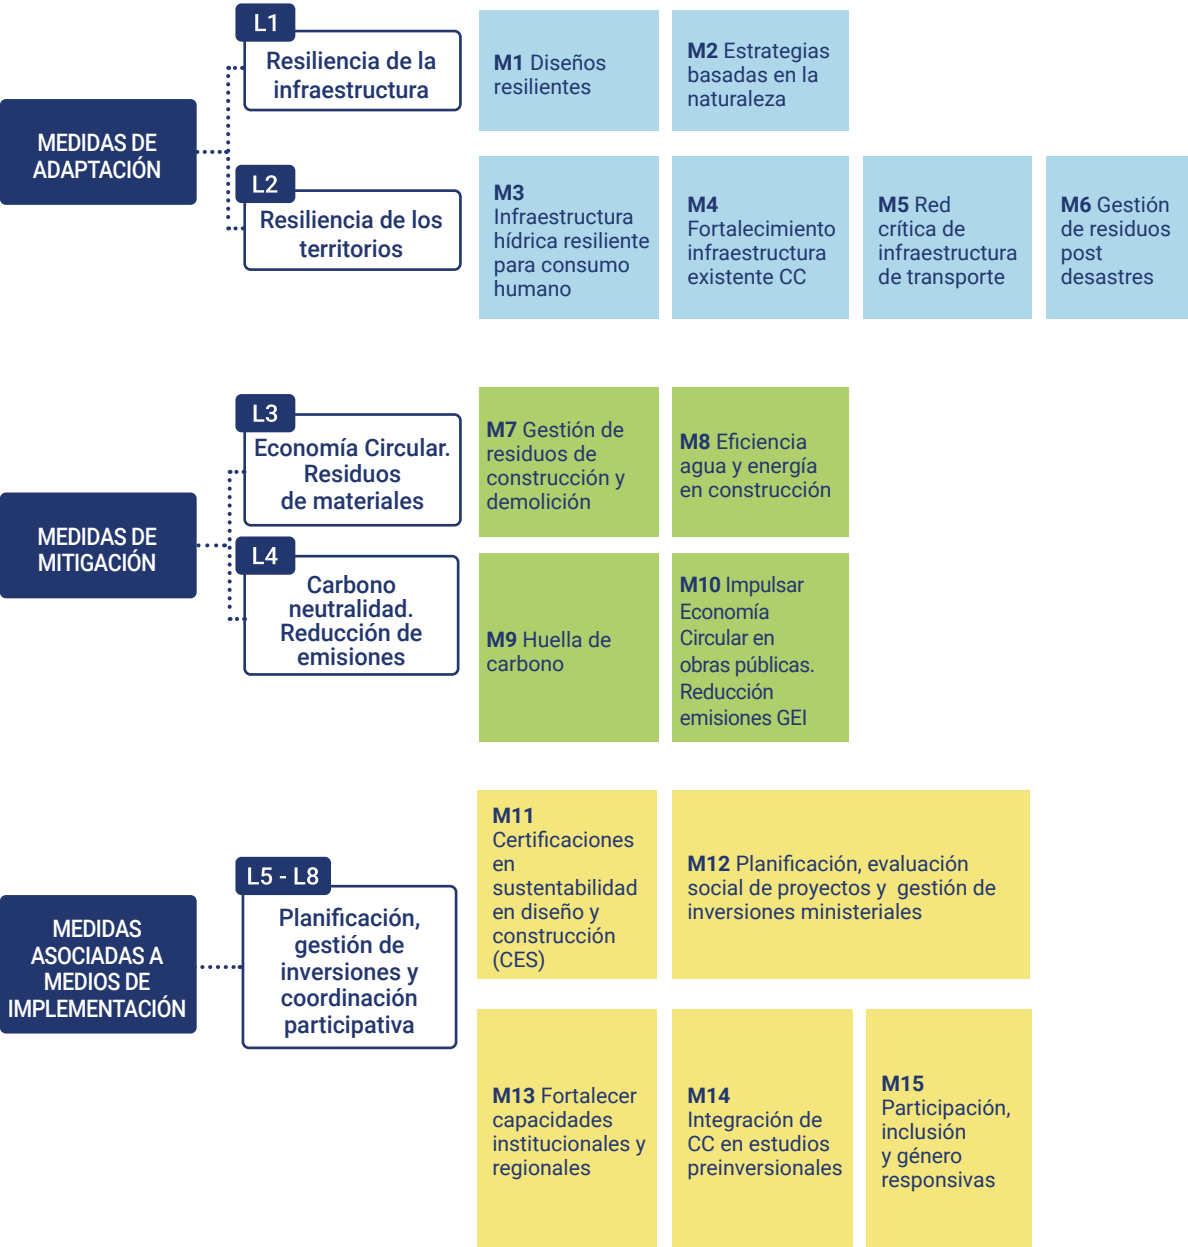 MEDIDAS DE
ADAPTACIÓN
L1
Resiliencia de la
infraestructura
M1 Diseños
resilientes
M2 Estrategias
basadas en la
naturaleza
L2
Resiliencia de los
territorios
M3
Infraestructura
hídrica resiliente
para consumo
humano
M4
Fortalecimiento
infraestructura
existente CC
M5 Red
crítica de
infraestructura
de transporte
M6 Gestión
de residuos
post
desastres
MEDIDAS DE
MITIGACIÓN
L3
Economía Circular.
Residuos
de materiales
M7 Gestión de
residuos de
construcción y
demolición
M8 Eficiencia
agua y energía
en construcción
L4
Carbono
neutralidad.
Reducción de
emisiones
M9 Huella de
carbono
M10 Impulsar
Economía
Circular en
obras públicas.
Reducción
emisiones GEI
MEDIDAS
ASOCIADAS A
MEDIOS DE
IMPLEMENTACIÓN
L5 - L8
Planificación,
gestión de
inversiones y
coordinación
participativa
M11
Certificaciones
en
sustentabilidad
en diseño y
construcción
(CES)
M12 Planificación, evaluación
social de proyectos y gestión de
inversiones ministeriales
M13 Fortalecer
capacidades
institucionales y
regionales
M14
Integración de
CC en estudios
preinversionales
M15
Participación,
inclusión
y género
responsivas